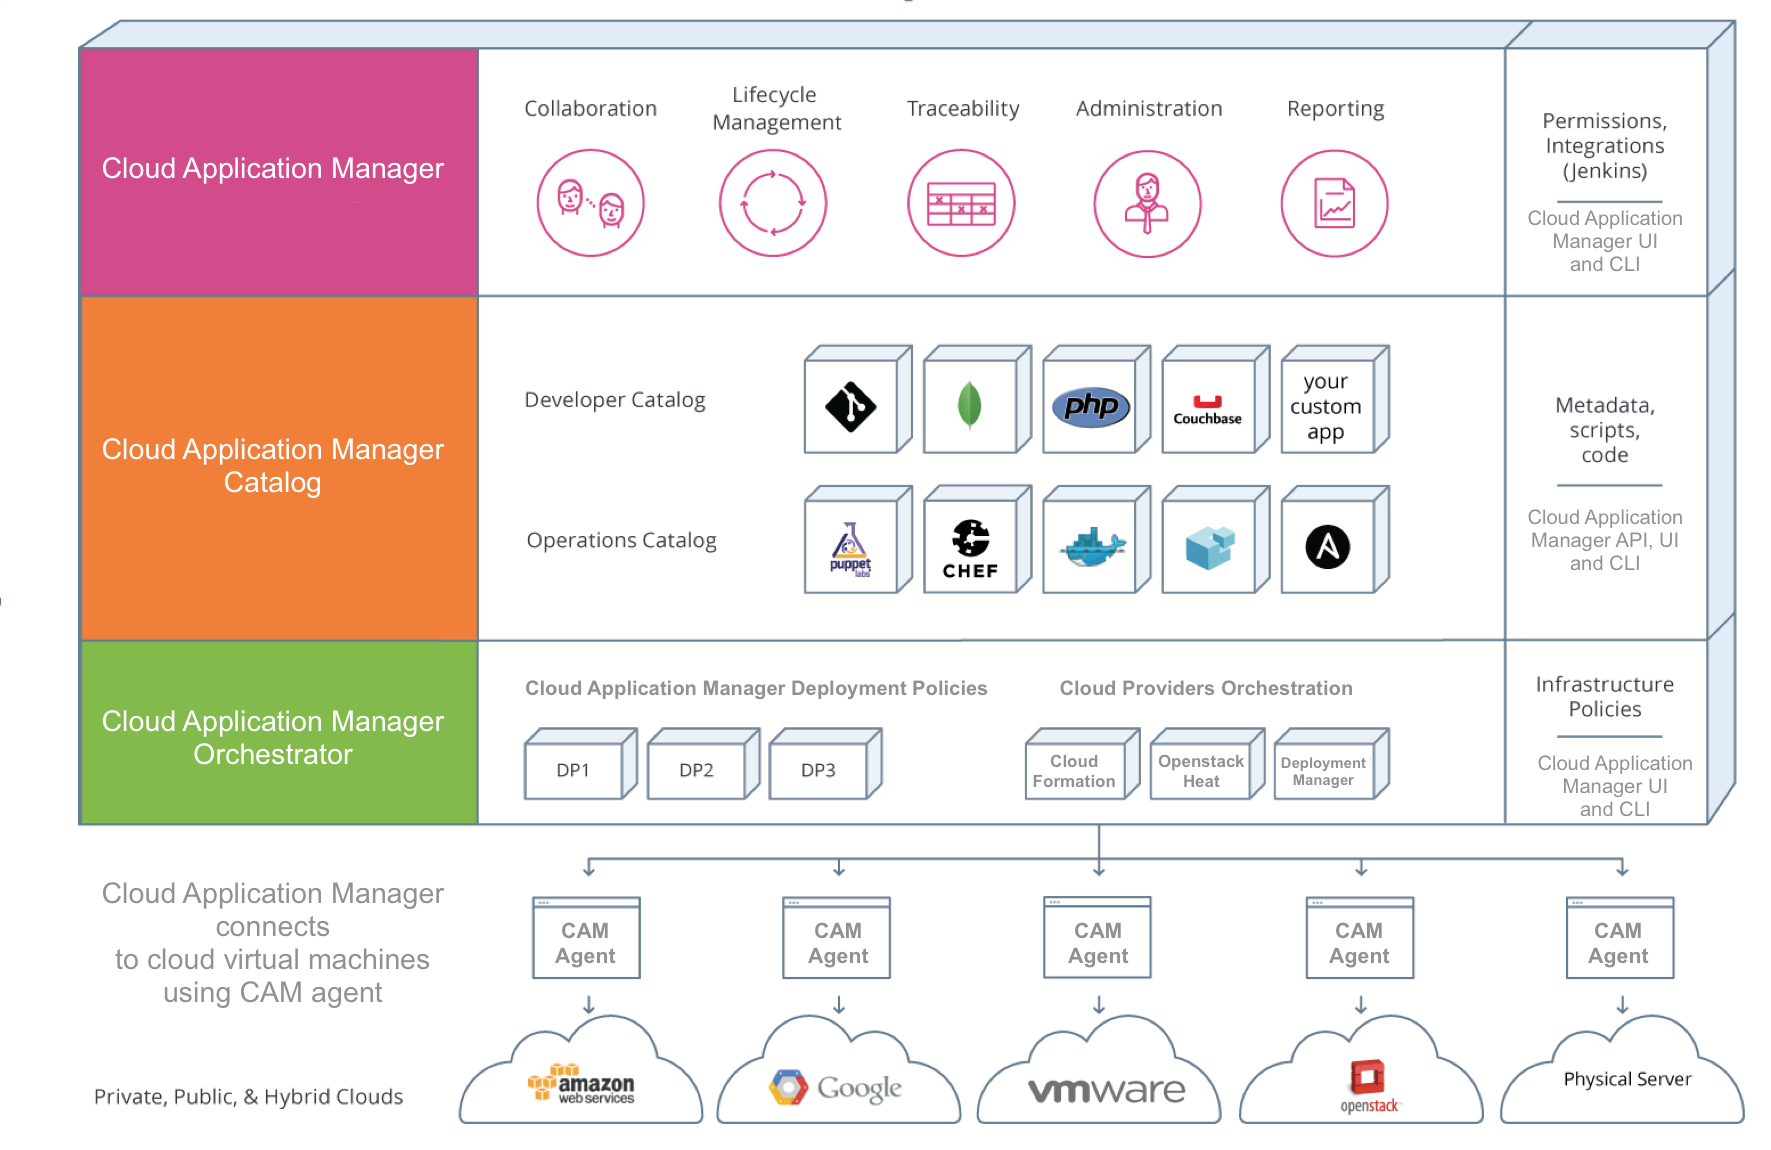 Cloud Application Manager
Collaboration
Lifecycle
Management
Traceability
Administration
Reporting
Permissions,
Integrations
(Jenkins)
Cloud Application
Manager UI
and CLI
Cloud Application Manager
Catalog
Developer Catalog
php
Couchbase
your
custom
app
Operations Catalog
puppet
labs
CHEF
Metadata,
scripts,
code
Cloud Application
Manager API, UI
and CLI
Cloud Application Manager
Orchestrator
Cloud Application Manager Deployment Policies
DP1
DP2
DP3
Cloud Providers Orchestration
Cloud
Formation
Openstack
Heat
Deployment
Manager
Infrastructure
Policies
Cloud Application
Manager UI
and CLI
Cloud Application Manager
connects
to cloud virtual machines
using CAM agent
CAM
Agent
CAM
Agent
CAM
Agent
CAM
Agent
CAM
Agent
Private, Public, & Hybrid Clouds
amazon
web services
Google
vmware
openstack
Physical Server